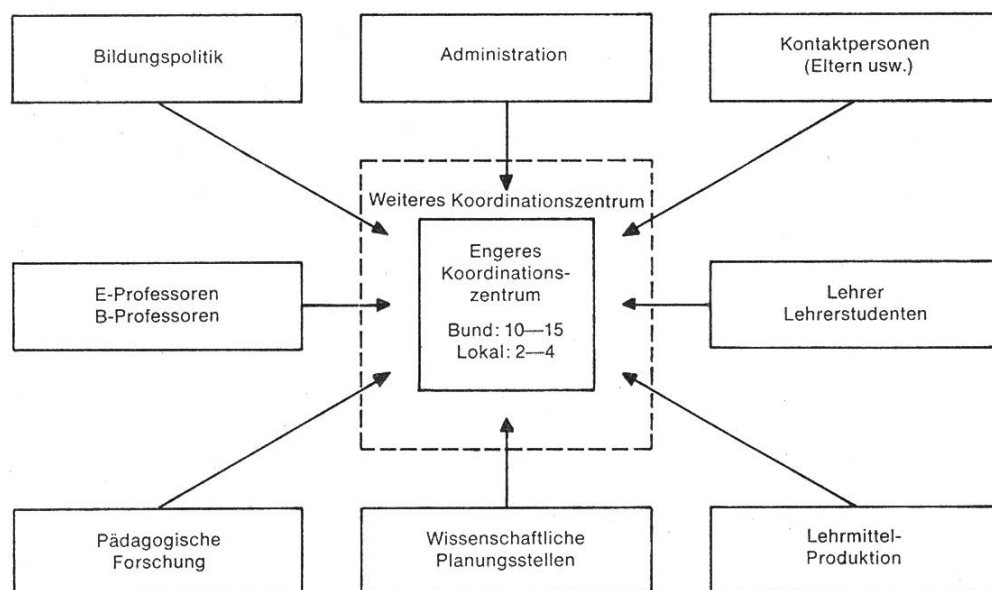 Bildungspolitik
Administration
Kontaktpersonen
(Eltern usw.)
Weiteres Koordinationszentrum
Engeres
Koordinations-
zentrum
Bund: 10—15
Lokal: 2—4
E-Professoren
B-Professoren
Lehrer
Lehrerstudenten
Pädagogische
Forschung
Wissenschaftliche
Planungsstellen
Lehrmittel-
Produktion